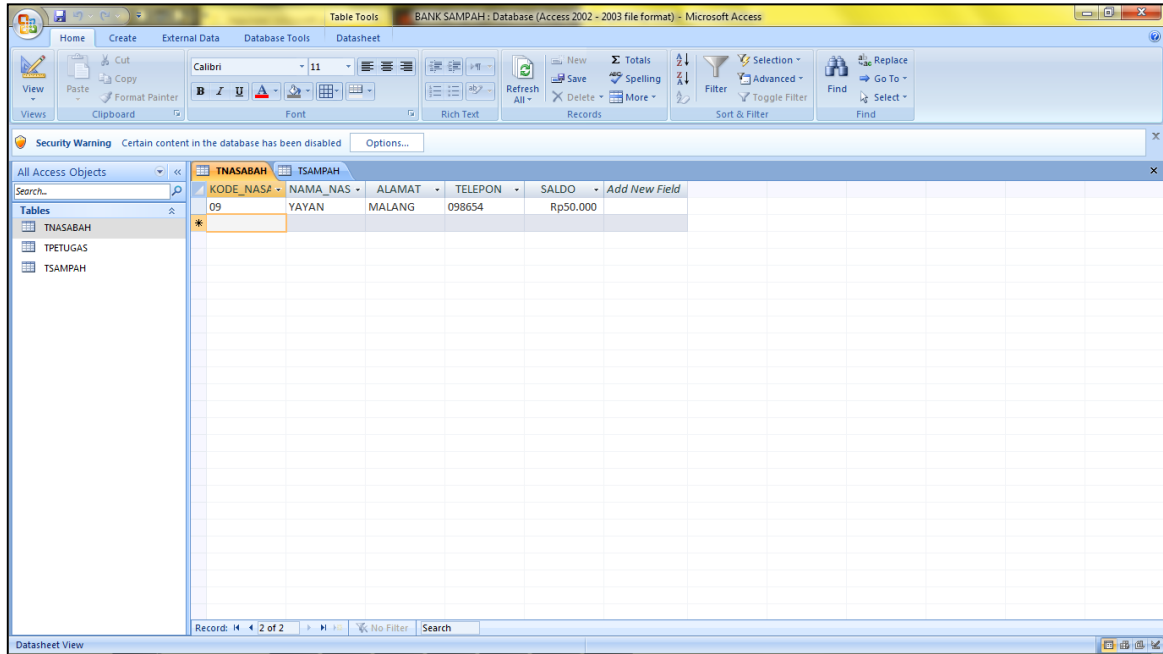 Table Tools BANK SAMPAH : Database (Access 2002 - 2003 file format) - Microsoft Access
Home Create External Data Database Tools Datasheet
View
Paste
Cut
Copy
Format Painter
Calibri 11
B I U A
Refresh All
New
Save
Delete
Σ Totals
Spelling
More
Filter
Selection
Advanced
Toggle Filter
Find
Replace
Go To
Select
Views Clipboard Font Rich Text Records Sort & Filter Find
Security Warning Certain content in the database has been disabled Options...
All Access Objects
Search...
Tables
TNASABAH
TPETUGAS
TSAMPAH
TNASABAH TSAMPAH
KODE_NASA NAMA_NAS ALAMAT TELEPON SALDO Add New Field
09 YAYAN MALANG 098654 Rp50.000
Record: 2 of 2 No Filter Search
Datasheet View